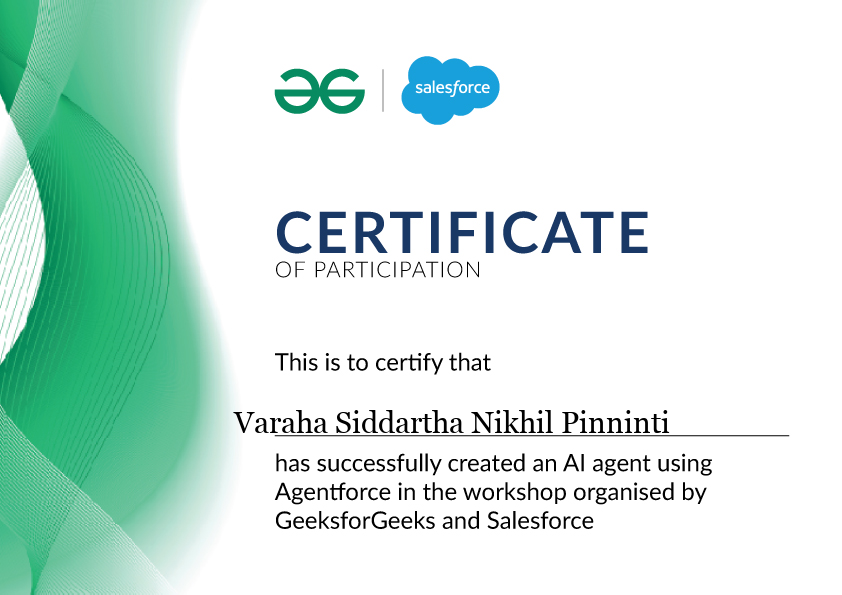 salesforce
CERTIFICATE
OF PARTICIPATION
This is to certify that
Varaha Siddartha Nikhil Pinninti
has successfully created an AI agent using
Agentforce in the workshop organised by
GeeksforGeeks and Salesforce